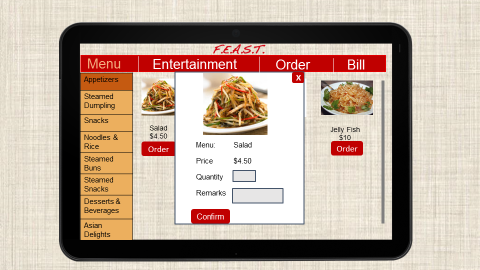 F.E.A.S.T.
Menu
Entertainment
Order
Bill
Appetizers
Steamed
Dumpling
Snacks
Noodles &
Rice
Steamed
Buns
Steamed
Snacks
Desserts &
Beverages
Asian
Delights
Salad
$4.50
Order
X
Menu: Salad
Price $4.50
Quantity
Remarks
Confirm
Jelly Fish
$10
Order